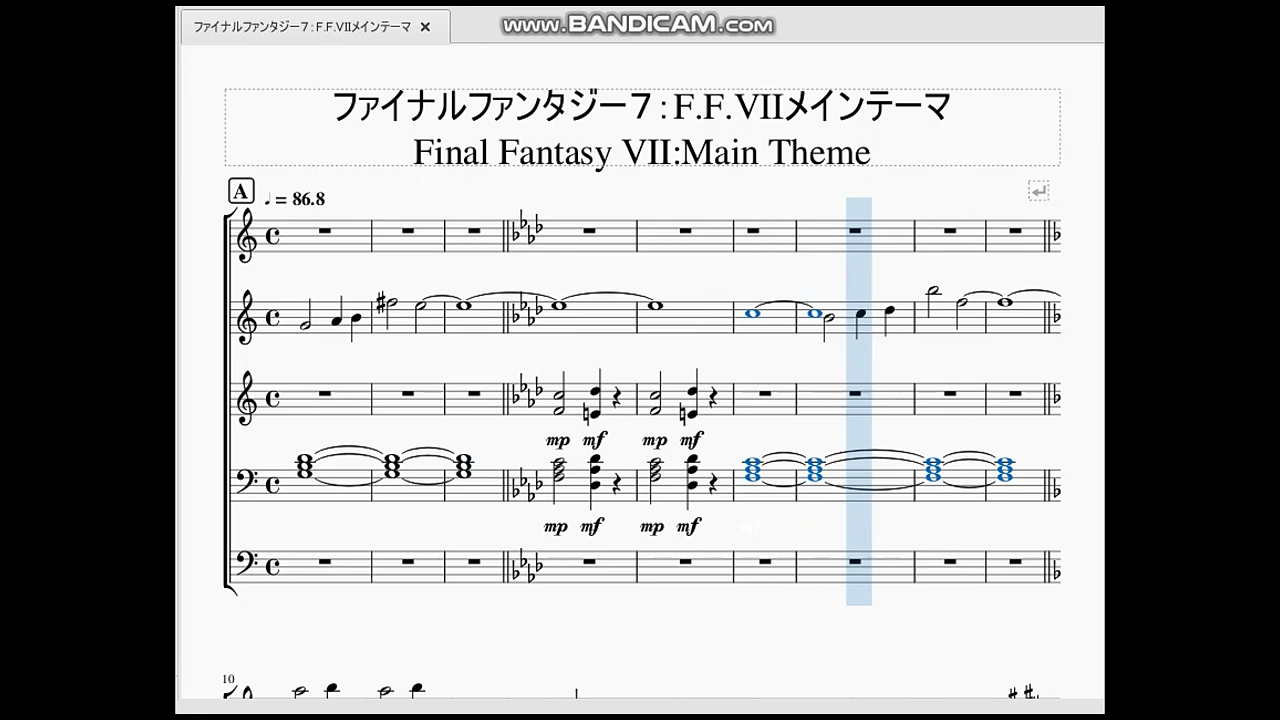 ファイナルファンタジー７：F.F.VIIメインテーマ ×
www.BANDICAM.com
ファイナルファンタジー７：F.F.VIIメインテーマ
Final Fantasy VII:Main Theme
A ♩ = 86.8
mp mf mp mf
mp mf mp mf mf
10